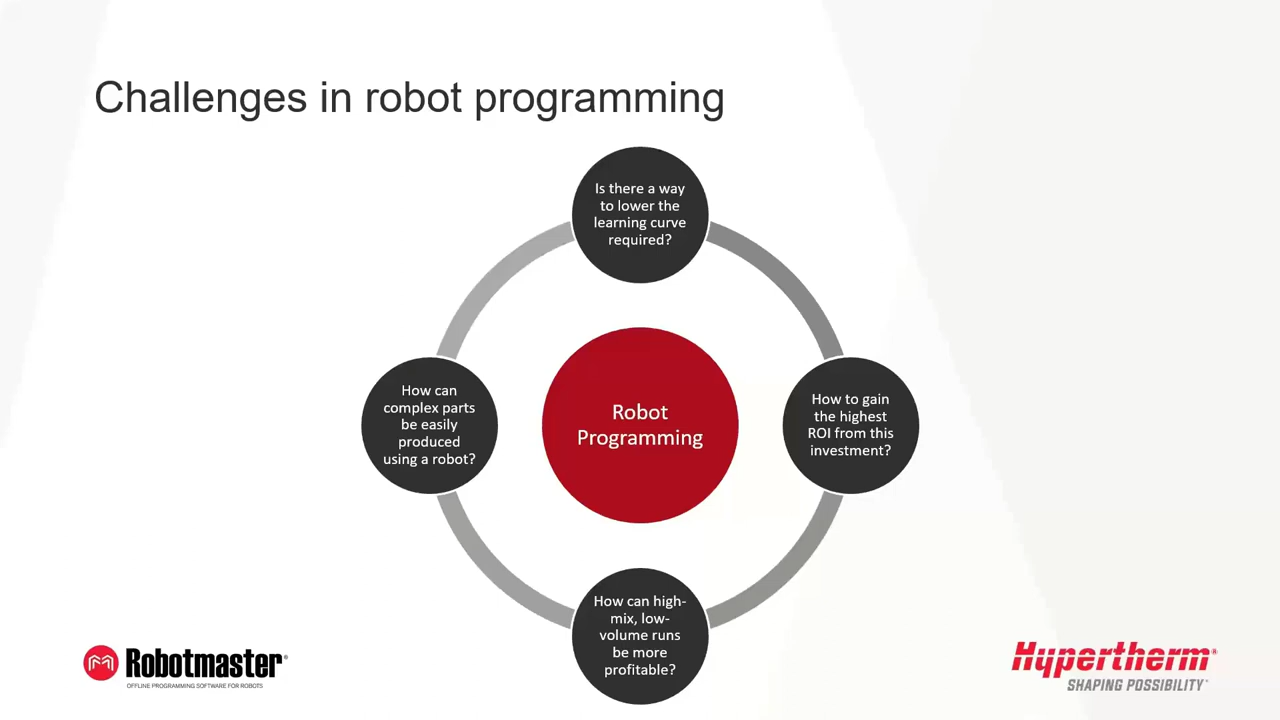 Challenges in robot programming
Is there a way
to lower the
learning curve
required?
How can
complex parts
be easily
produced
using a robot?
Robot
Programming
How to gain
the highest
ROI from this
investment?
How can high-
mix, low-
volume runs
be more
profitable?
Robotmaster®
OFFLINE PROGRAMMING SOFTWARE FOR ROBOTS
Hypertherm®
SHAPING POSSIBILITY®